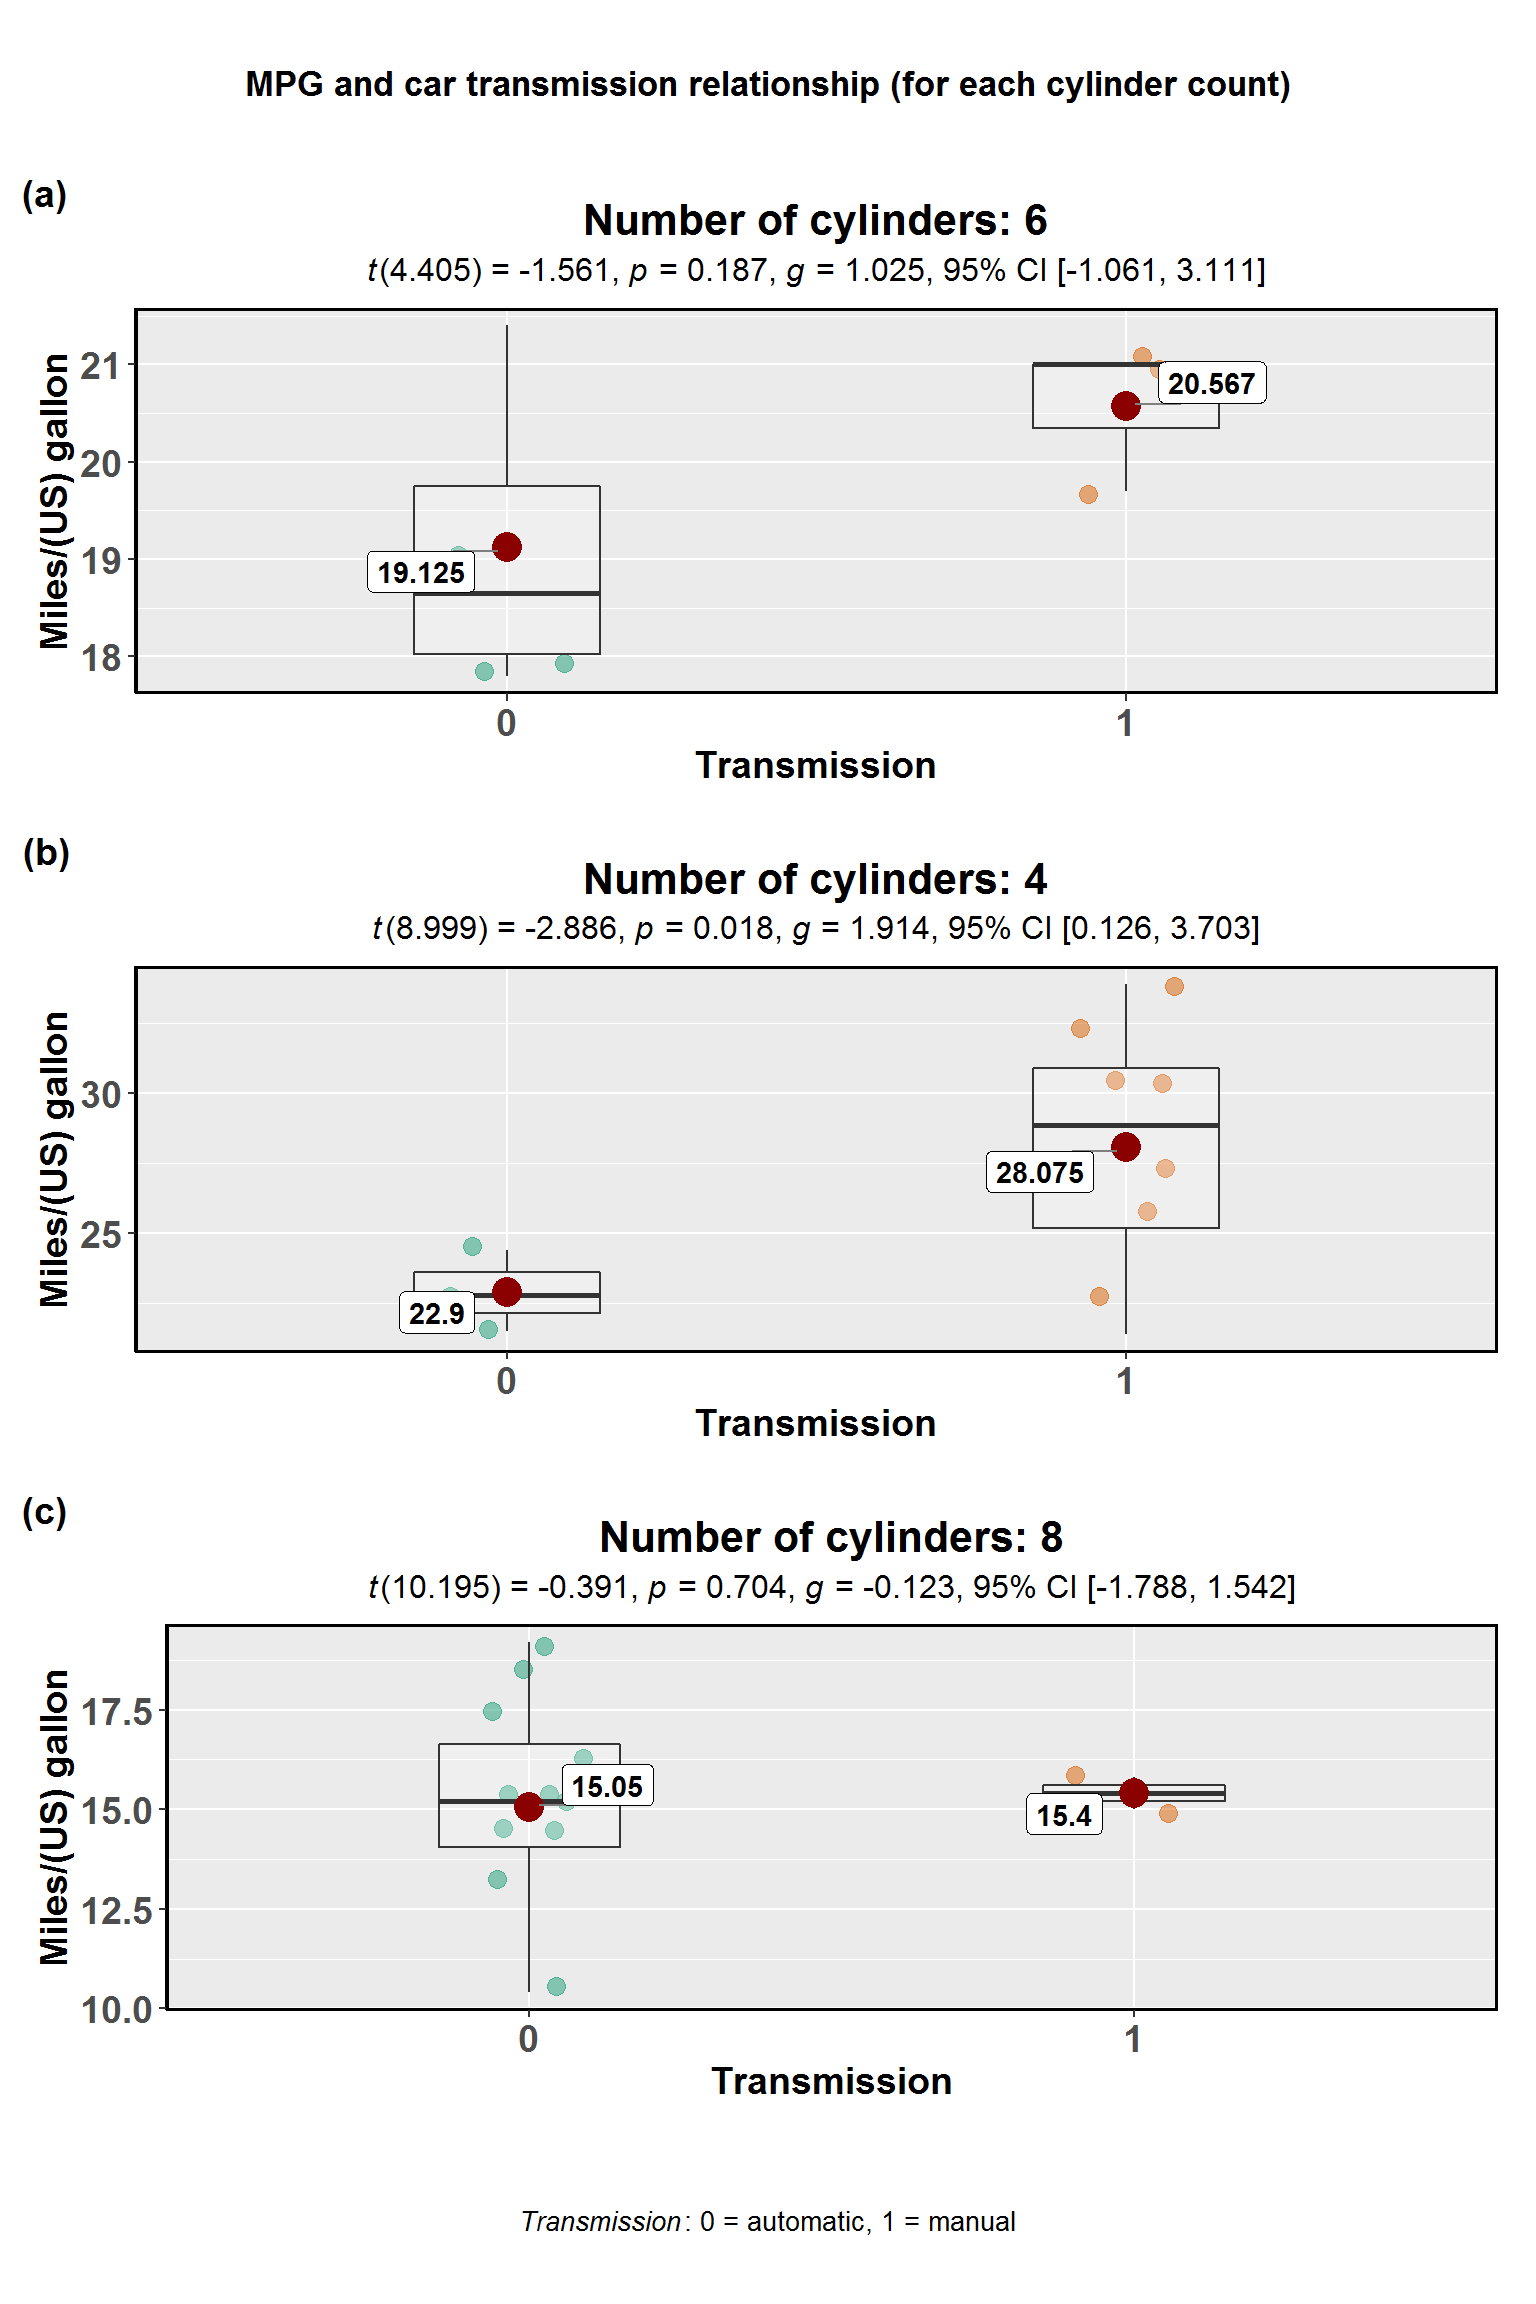 MPG and car transmission relationship (for each cylinder count)
(a)
Number of cylinders: 6
t(4.405) = -1.561, p = 0.187, g = 1.025, 95% CI [-1.061, 3.111]
Miles/(US) gallon
21
20
19
18
20.567
19.125
0
1
Transmission
(b)
Number of cylinders: 4
t(8.999) = -2.886, p = 0.018, g = 1.914, 95% CI [0.126, 3.703]
Miles/(US) gallon
30
25
28.075
22.9
0
1
Transmission
(c)
Number of cylinders: 8
t(10.195) = -0.391, p = 0.704, g = -0.123, 95% CI [-1.788, 1.542]
Miles/(US) gallon
17.5
15.0
12.5
10.0
15.05
15.4
0
1
Transmission
Transmission: 0 = automatic, 1 = manual